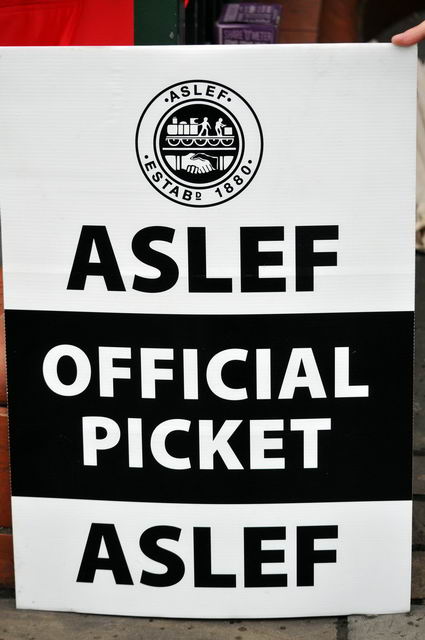 ASLEF
ESTABD 1880
ASLEF
OFFICIAL
PICKET
ASLEF